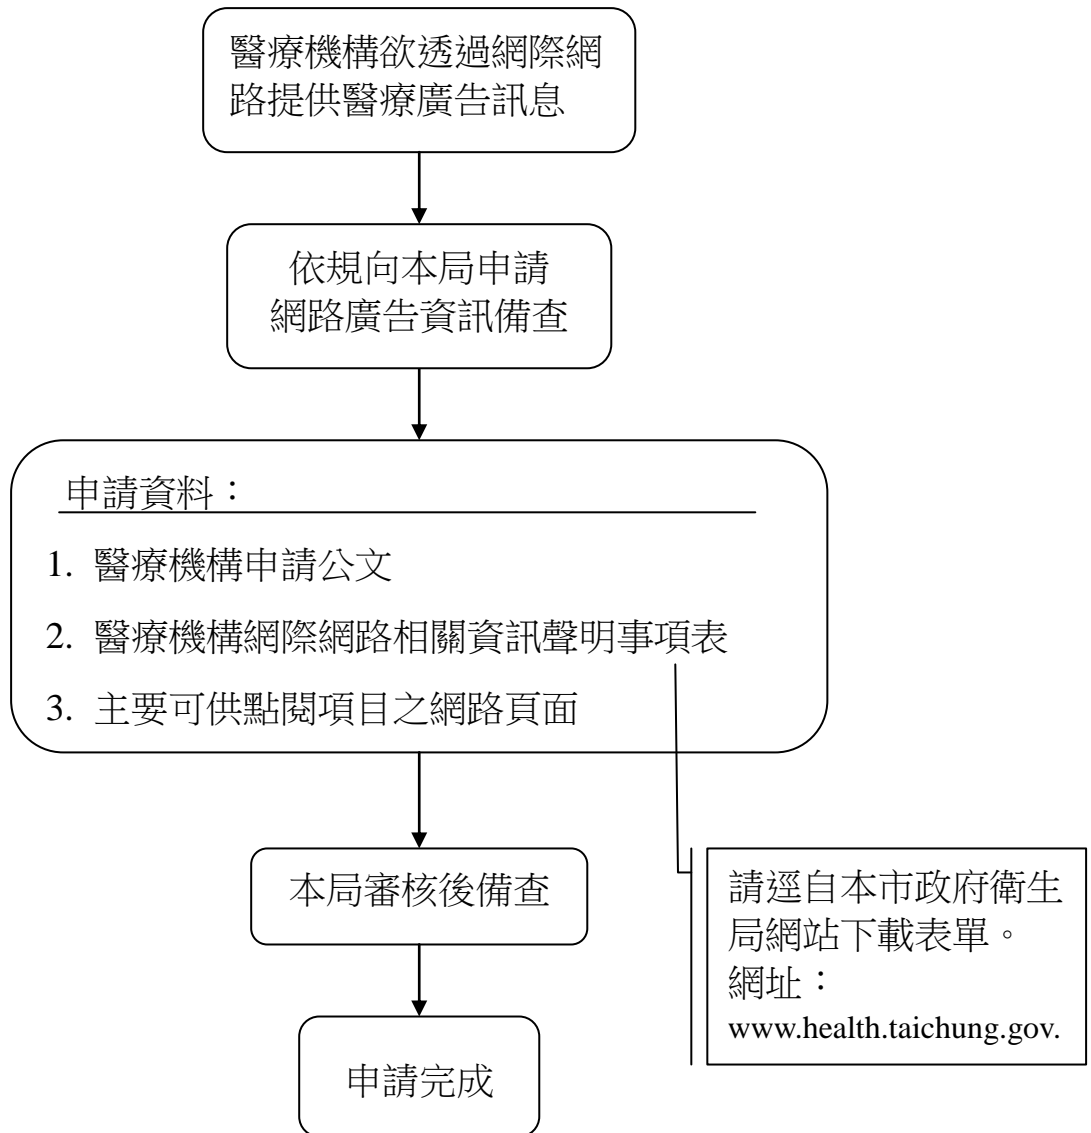 醫療機構欲透過網際網
路提供醫療廣告訊息
依規向本局申請
網路廣告資訊備查
申請資料：
1. 醫療機構申請公文
2. 醫療機構網際網路相關資訊聲明事項表
3. 主要可供點閱項目之網路頁面
本局審核後備查
請逕自本市政府衛生
局網站下載表單。
網址：
www.health.taichung.gov.
申請完成